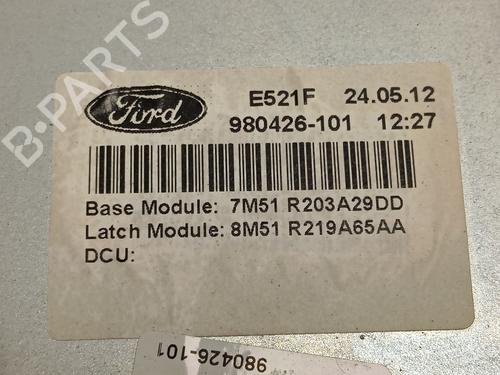 B-PARTS
Ford
E521F 24.05.12
980426-101 12:27
Base Module: 7M51 R203A29DD
Latch Module: 8M51 R219A65AA
DCU:
980426-101